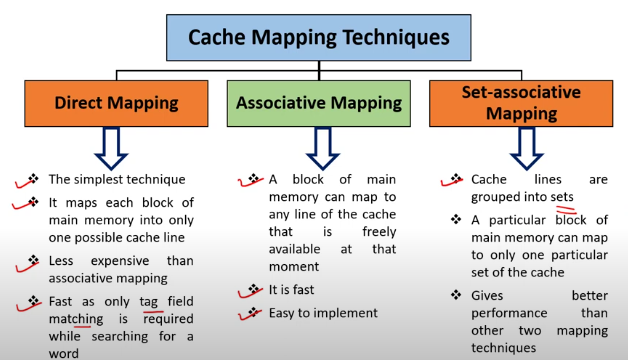 Cache Mapping Techniques
Direct Mapping
The simplest technique
It maps each block of
main memory into only
one possible cache line
Less expensive than
associative mapping
Fast as only tag field
matching is required
while searching for a
word
Associative Mapping
A block of main
memory can map to
any line of the cache
that is freely
available at that
moment
It is fast
Easy to implement
Set-associative
Mapping
Cache lines are
grouped into sets
A particular block of
main memory can map
to only one particular
set of the cache
Gives better
performance than
other two mapping
techniques